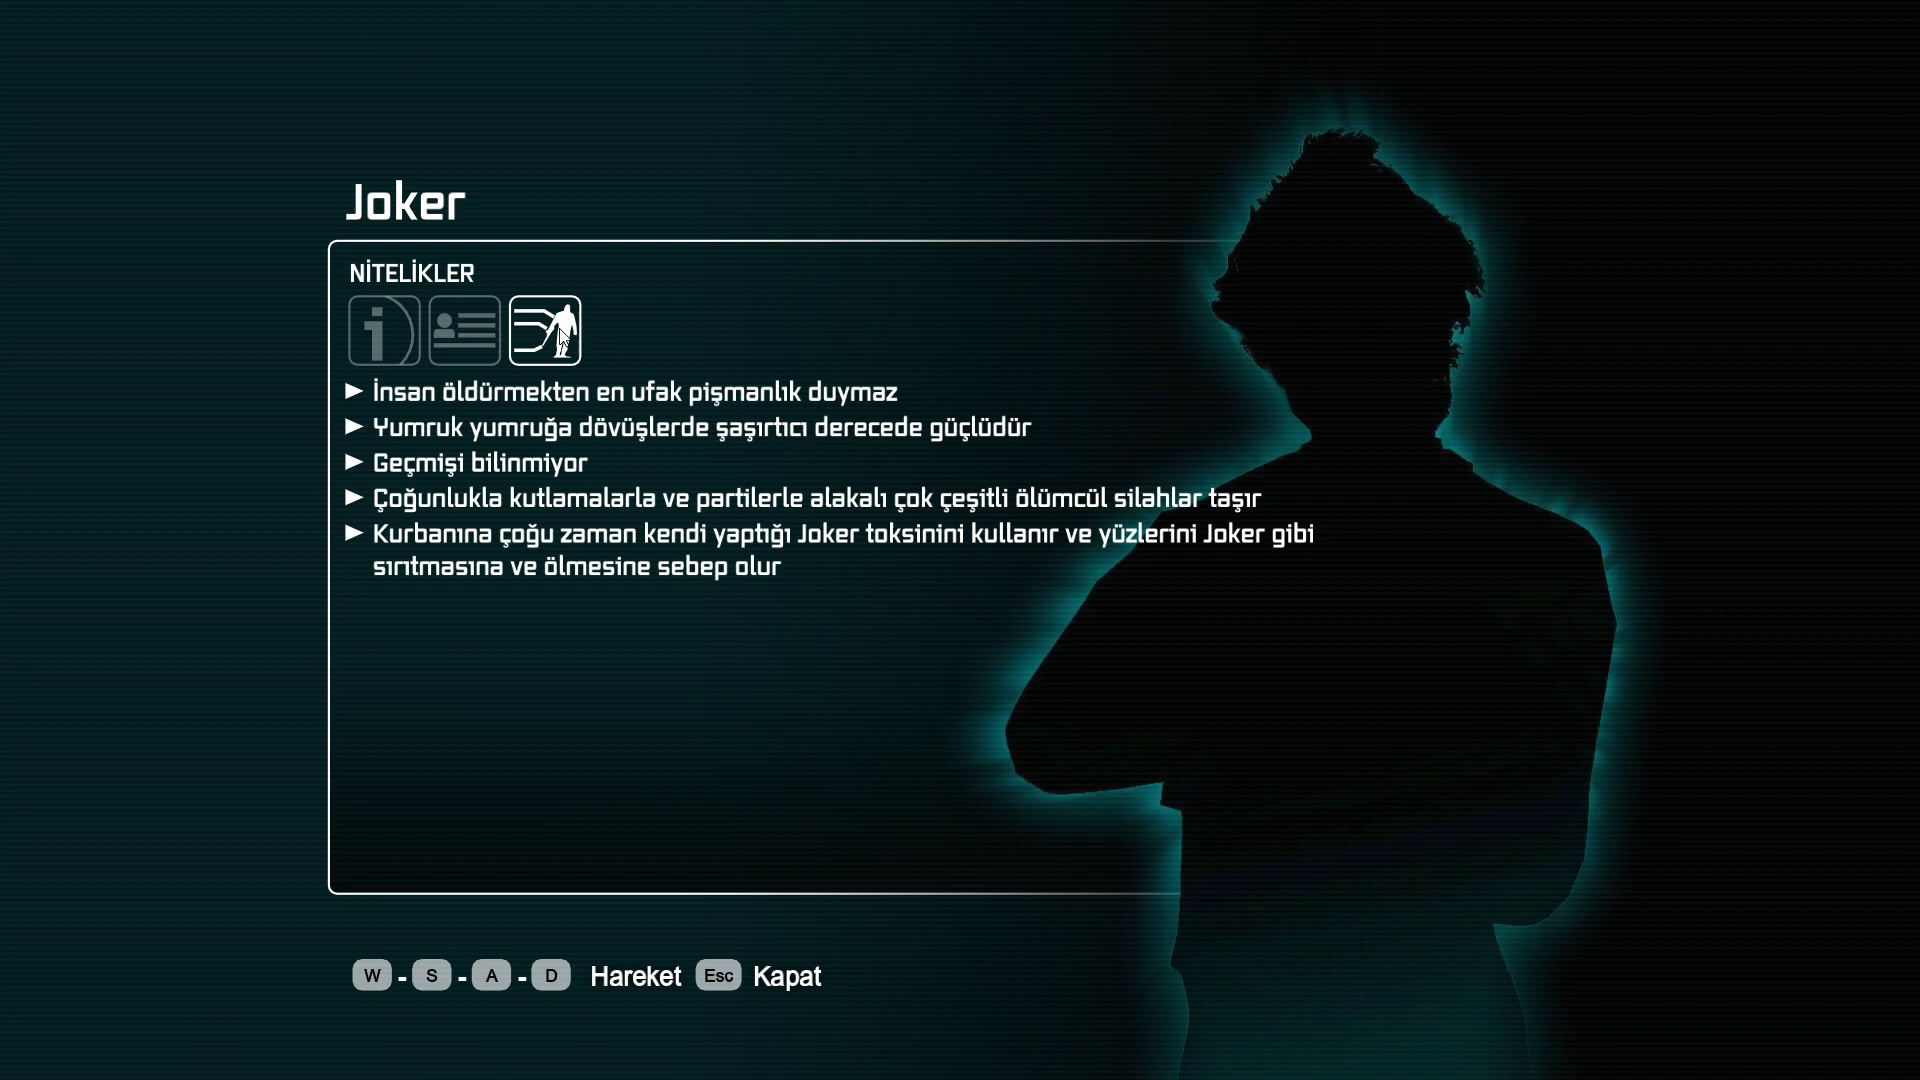 Joker
NİTELİKLER
İnsan öldürmekten en ufak pişmanlık duymaz
Yumruk yumruğa dövüşlerde şaşırtıcı derecede güçlüdür
Geçmişi bilinmiyor
Çoğunlukla kutlamalarla ve partilerle alakalı çok çeşitli ölümcül silahlar taşır
Kurbanına çoğu zaman kendi yaptığı Joker toksinini kullanır ve yüzlerini Joker gibi
sırıtmasına ve ölmesine sebep olur
W - S - A - D Hareket Esc Kapat